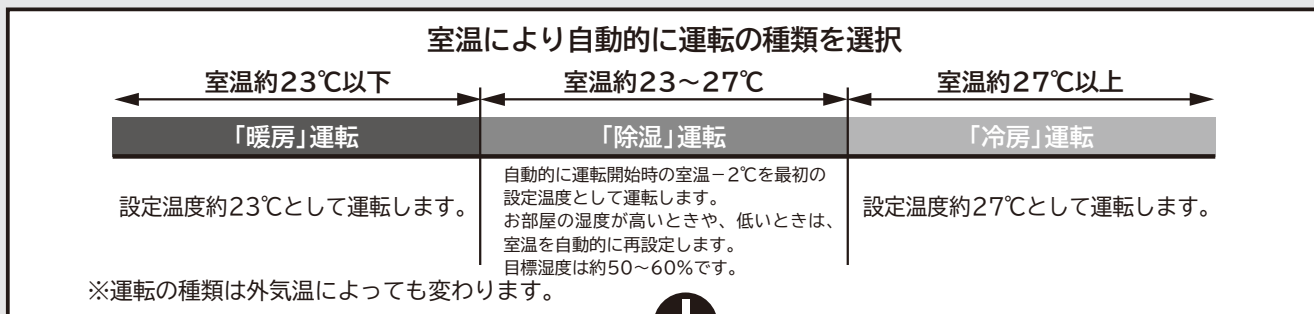 室温により自動的に運転の種類を選択
室温約23℃以下
室温約23～27℃
室温約27℃以上
「暖房」運転
「除湿」運転
「冷房」運転
設定温度約23℃として運転します。
自動的に運転開始時の室温－2℃を最初の
設定温度として運転します。
お部屋の湿度が高いときや、低いときは、
室温を自動的に再設定します。
目標湿度は約50～60%です。
設定温度約27℃として運転します。
※運転の種類は外気温によっても変わります。